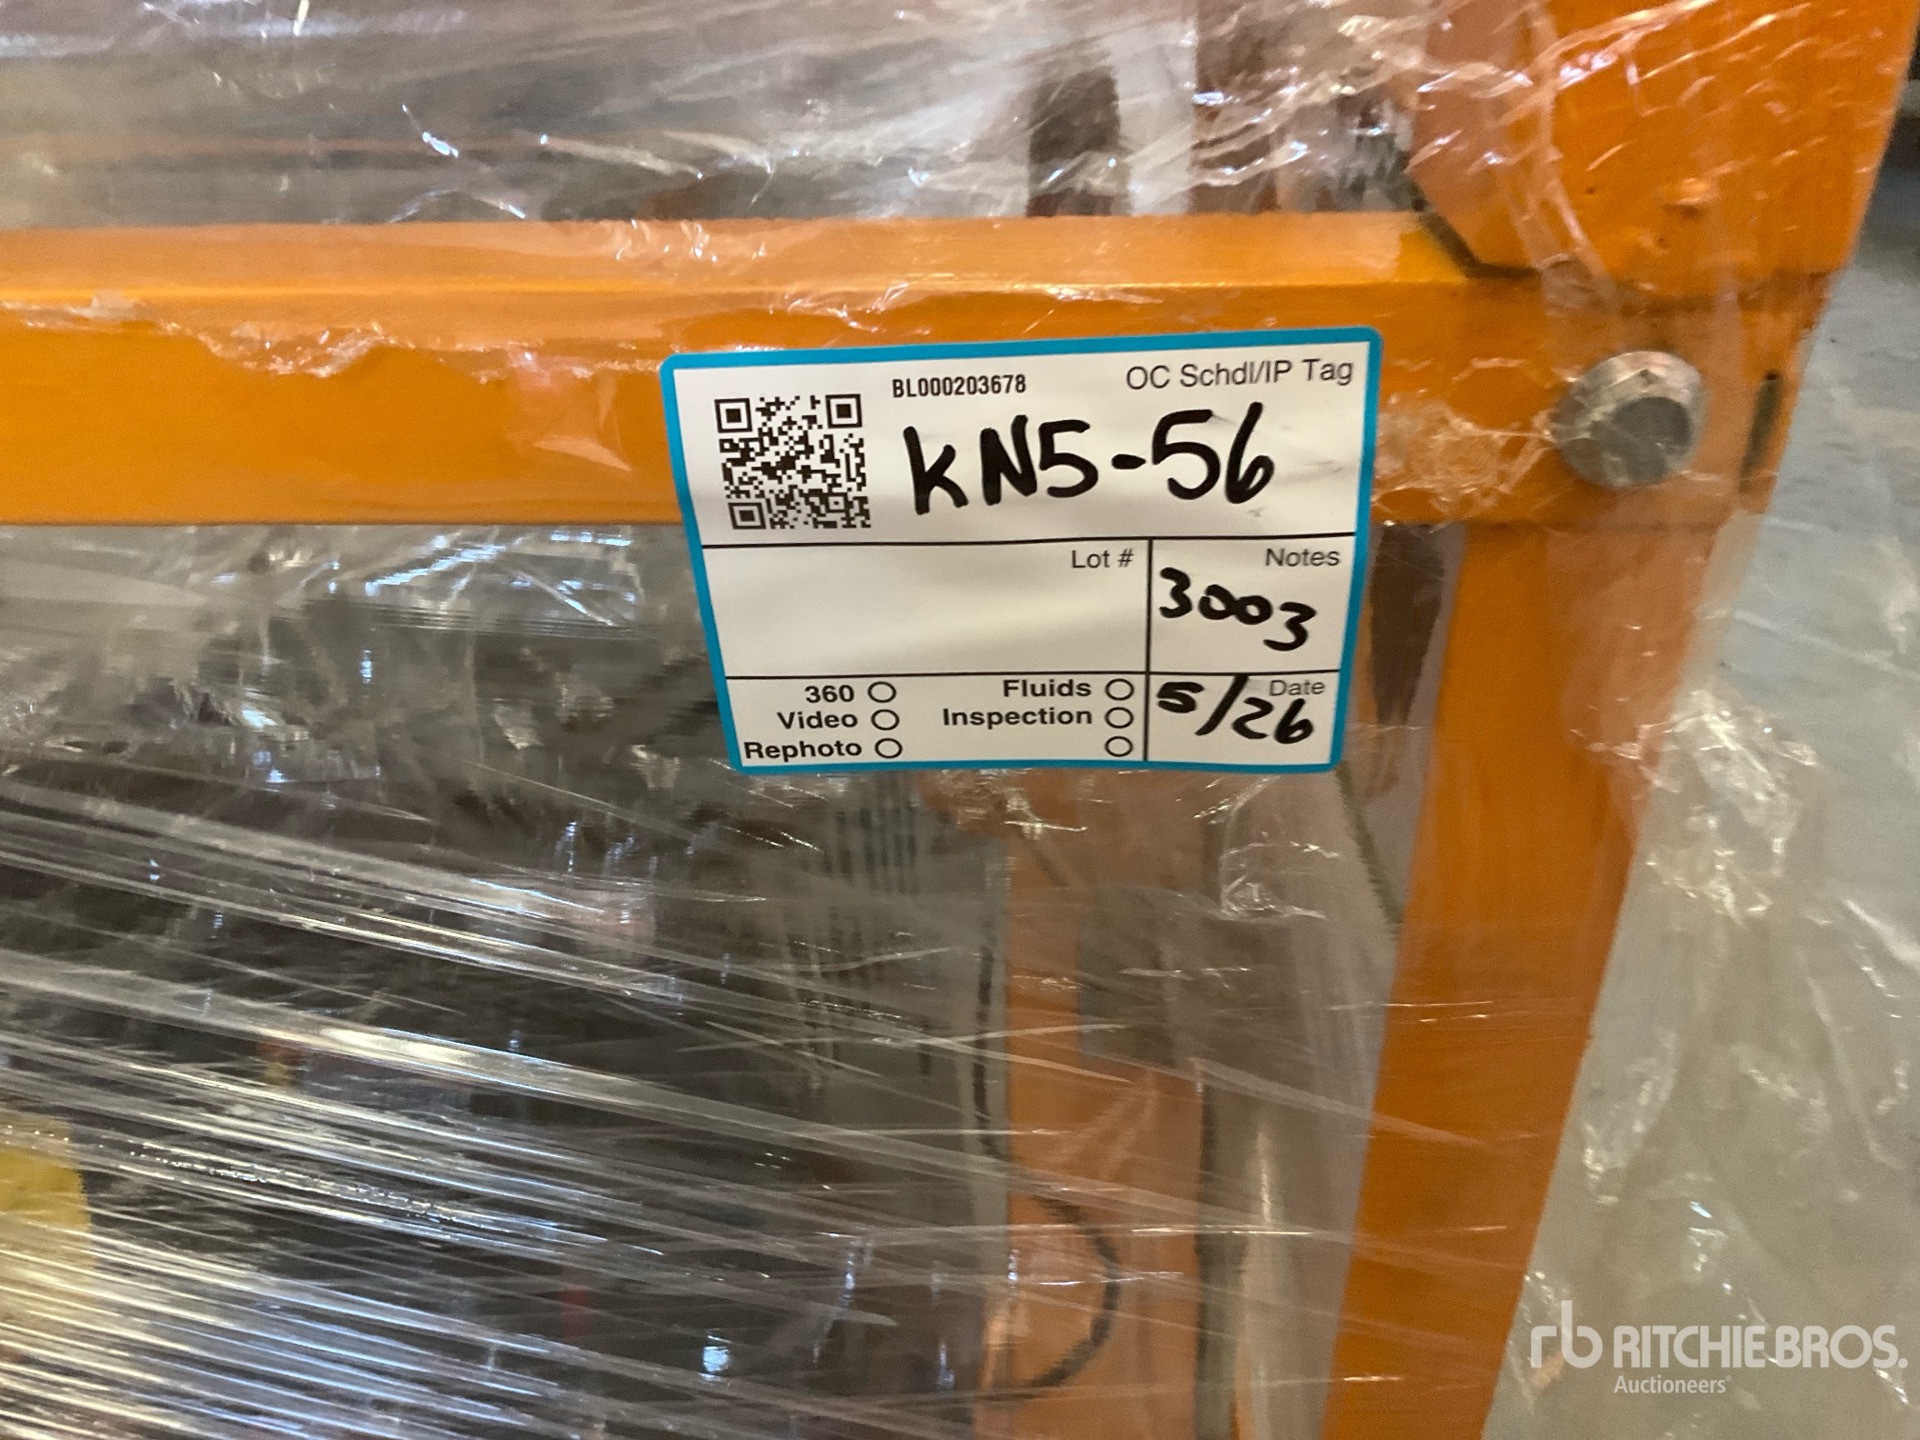 BL000203678
OC Schdl/IP Tag
KN5-56
Lot #
Notes
3003
360
Video
Rephoto
Fluids
Inspection
Date
5/26
rb RITCHIE BROS.
Auctioneers